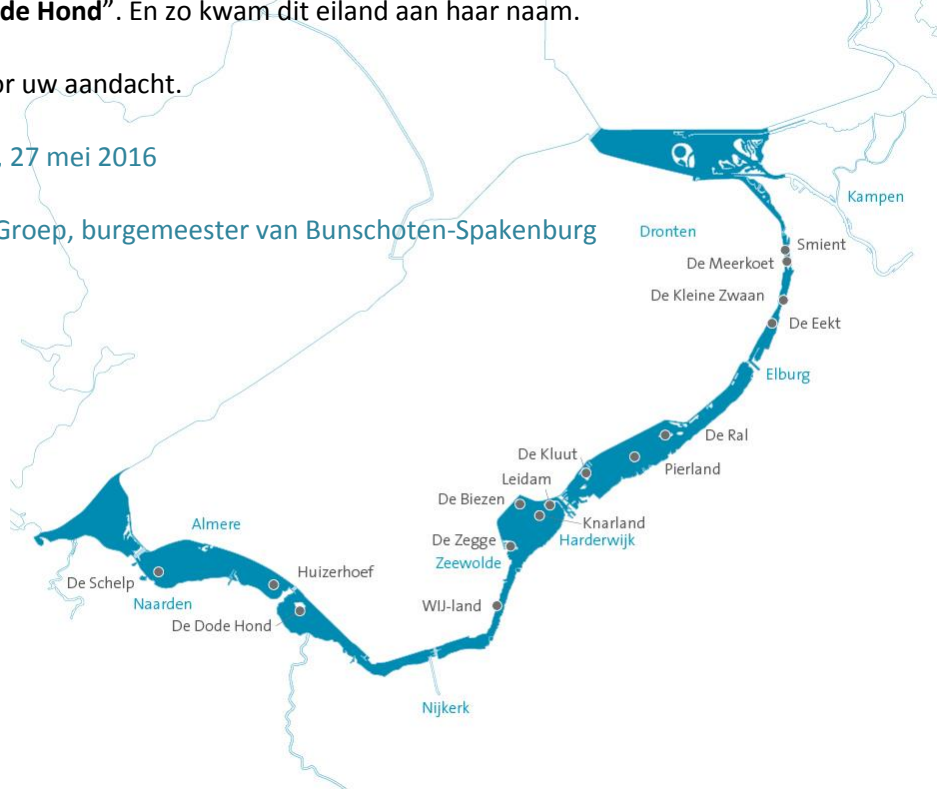 de Hond”. En zo kwam dit eiland aan haar naam.
or uw aandacht.
, 27 mei 2016
Groep, burgemeester van Bunschoten-Spakenburg
Kampen
Dronten
Smient
De Meerkoet
De Kleine Zwaan
De Eekt
Elburg
De Ral
De Kluut
Pierland
Leidam
De Biezen
Knarland
De Zegge
Harderwijk
Zeewolde
Almere
Huizerhoef
De Schelp
Naarden
WIJ-land
De Dode Hond
Nijkerk